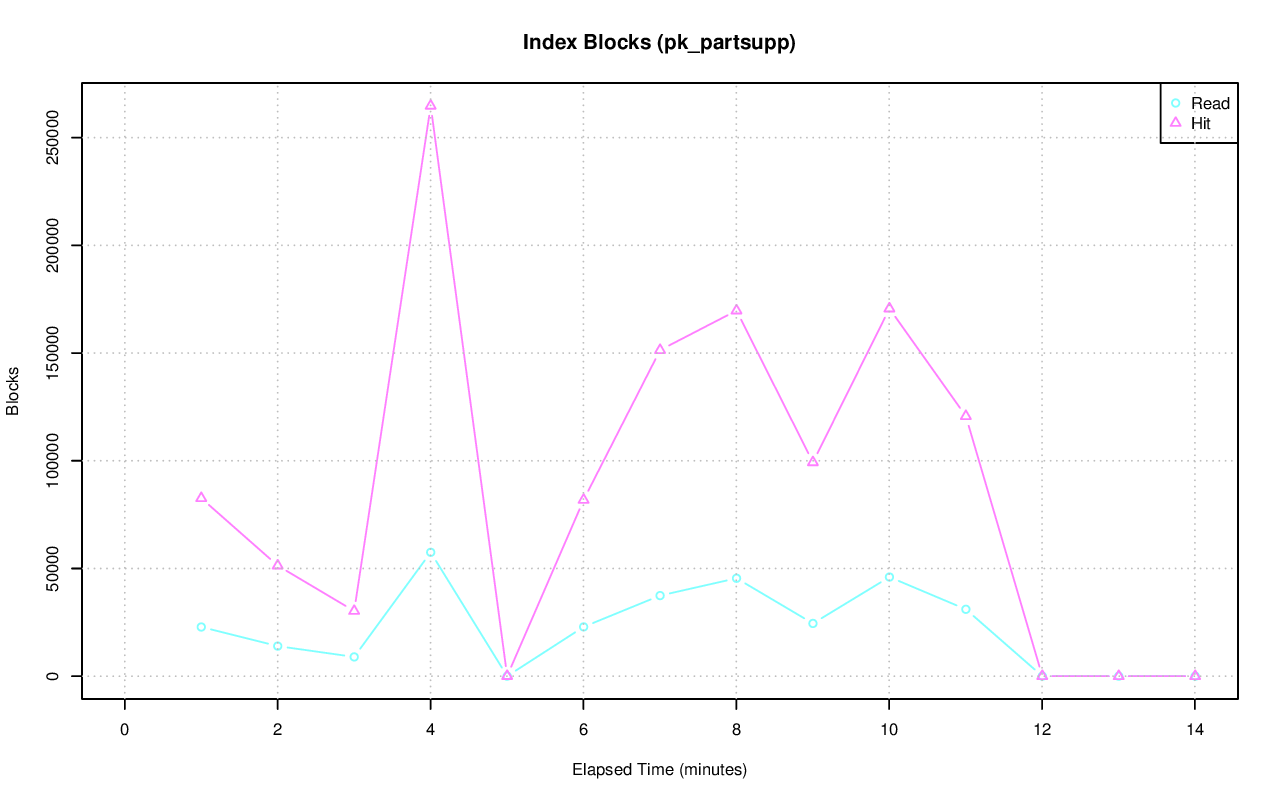 Index Blocks (pk_partsupp)
Read
Hit
250000
200000
150000
100000
50000
0
Blocks
0 2 4 6 8 10 12 14
Elapsed Time (minutes)